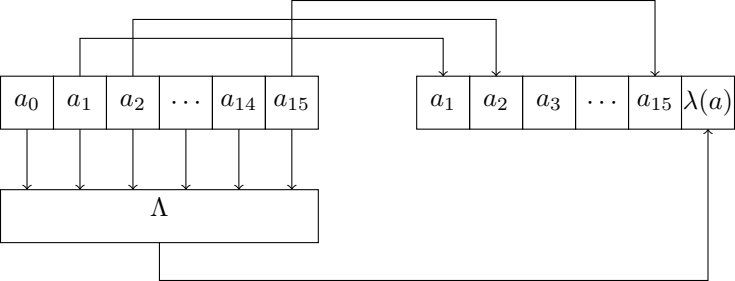 a₀ a₁ a₂ ⋯ a₁₄ a₁₅ a₁ a₂ a₃ ⋯ a₁₅ λ(a)
Λ